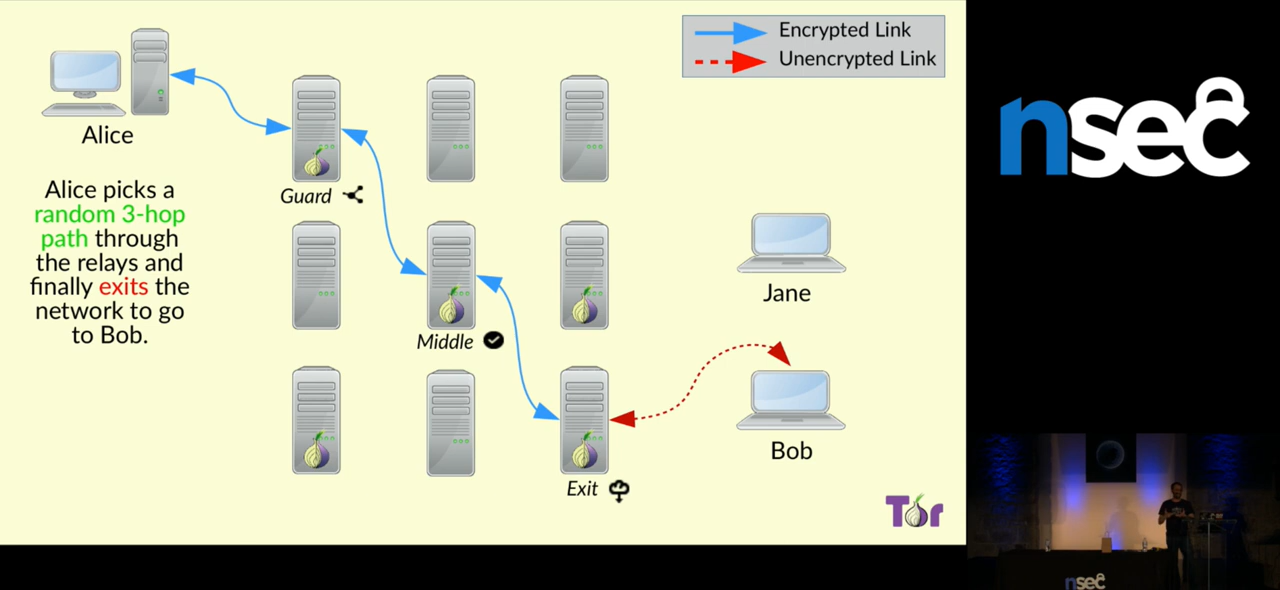 Encrypted Link
Unencrypted Link
Alice
Alice picks a
random 3-hop
path through
the relays and
finally exits the
network to go
to Bob.
Guard
Middle
Exit
Jane
Bob
Tor
nsec
nsec